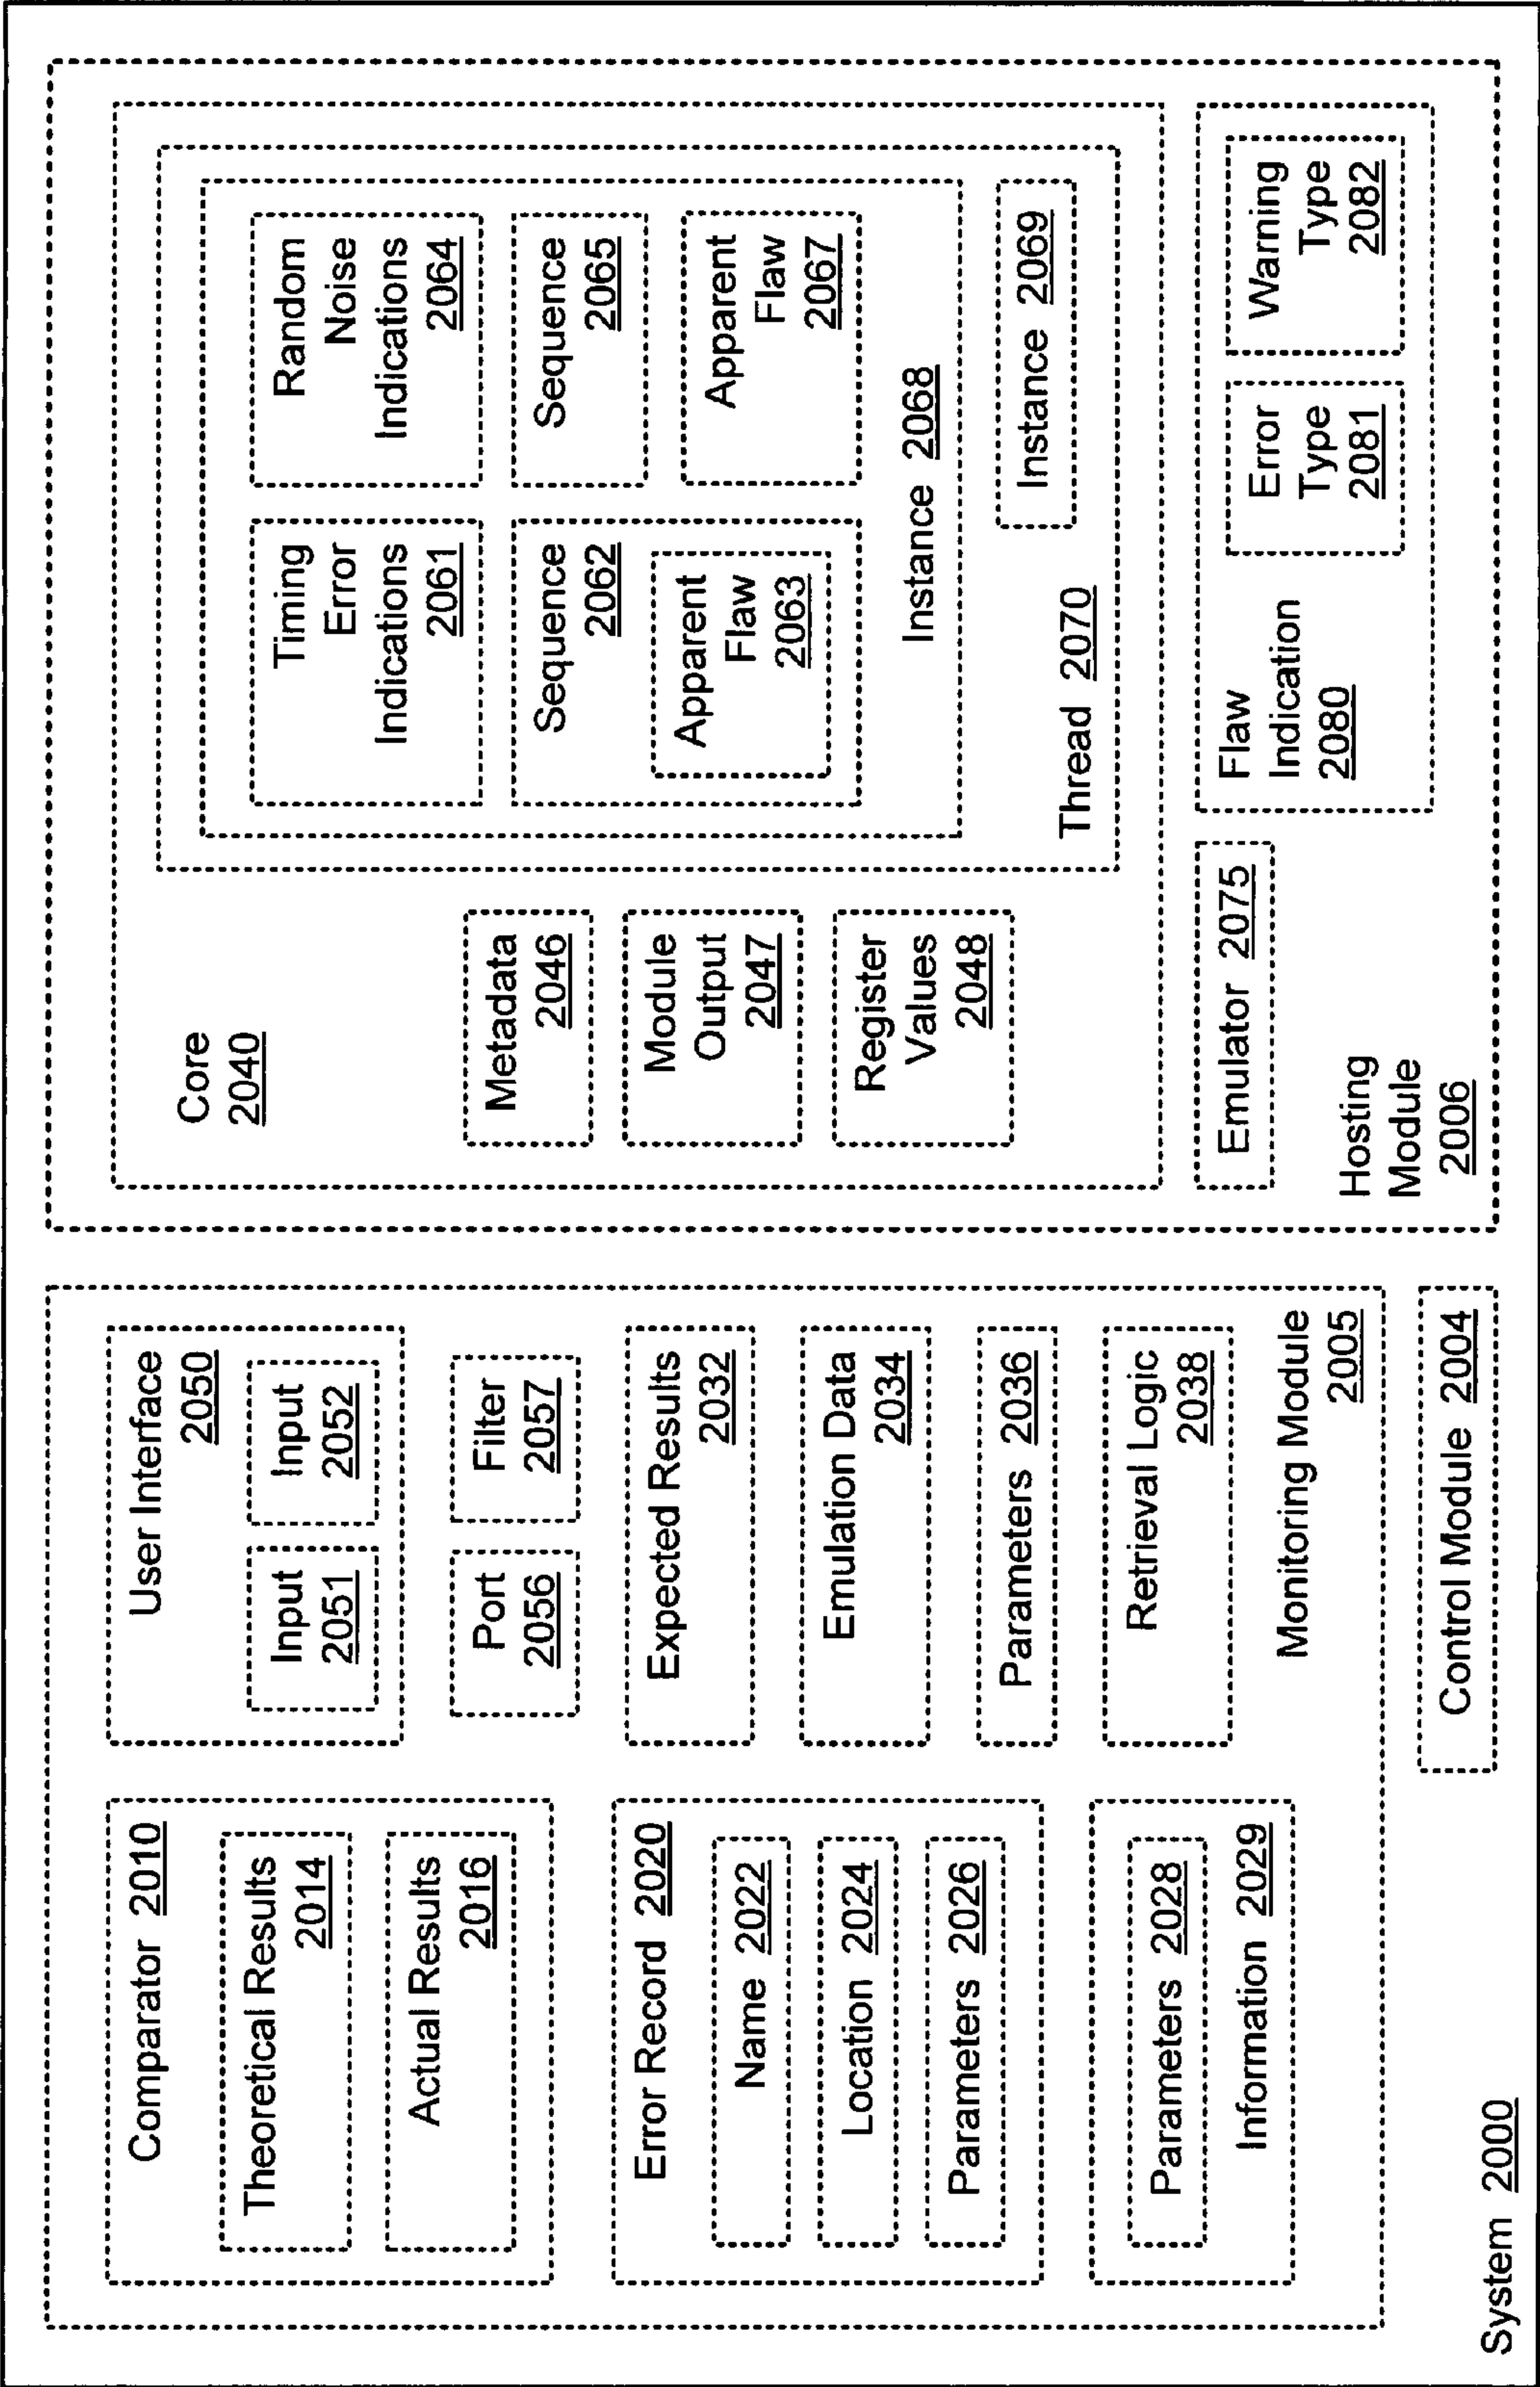 Comparator 2010
Theoretical Results
2014
Actual Results
2016
Error Record 2020
Name 2022
Location 2024
Parameters 2026
Parameters 2028
Information 2029
User Interface
2050
Input
2051
Input
2052
Port
2056
Filter
2057
Expected Results
2032
Emulation Data
2034
Parameters 2036
Retrieval Logic
2038
Monitoring Module
2005
Control Module 2004
System 2000
Core
2040
Metadata
2046
Module
Output
2047
Register
Values
2048
Timing
Error
Indications
2061
Random
Noise
Indications
2064
Sequence
2062
Apparent
Flaw
2063
Sequence
2065
Apparent
Flaw
2067
Instance 2068
Instance 2069
Thread 2070
Emulator 2075
Flaw
Indication
2080
Error
Type
2081
Warning
Type
2082
Hosting
Module
2006